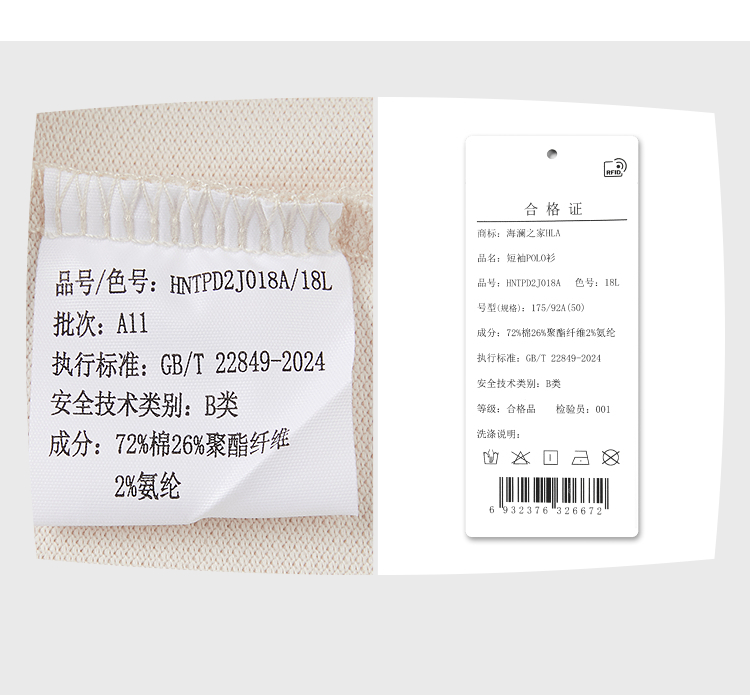 品号/色号：HNTPD2J018A/18L
批次：A11
执行标准：GB/T 22849-2024
安全技术类别：B类
成分：72%棉26%聚酯纤维
2%氨纶
RFID
合格证
商标：海澜之家HLA
品名：短袖POLO衫
品号：HNTPD2J018A 色号：18L
号型(规格)：175/92A(50)
成分：72%棉26%聚酯纤维2%氨纶
执行标准：GB/T 22849-2024
安全技术类别：B类
等级：合格品 检验员：001
洗涤说明：
6 932376 326672